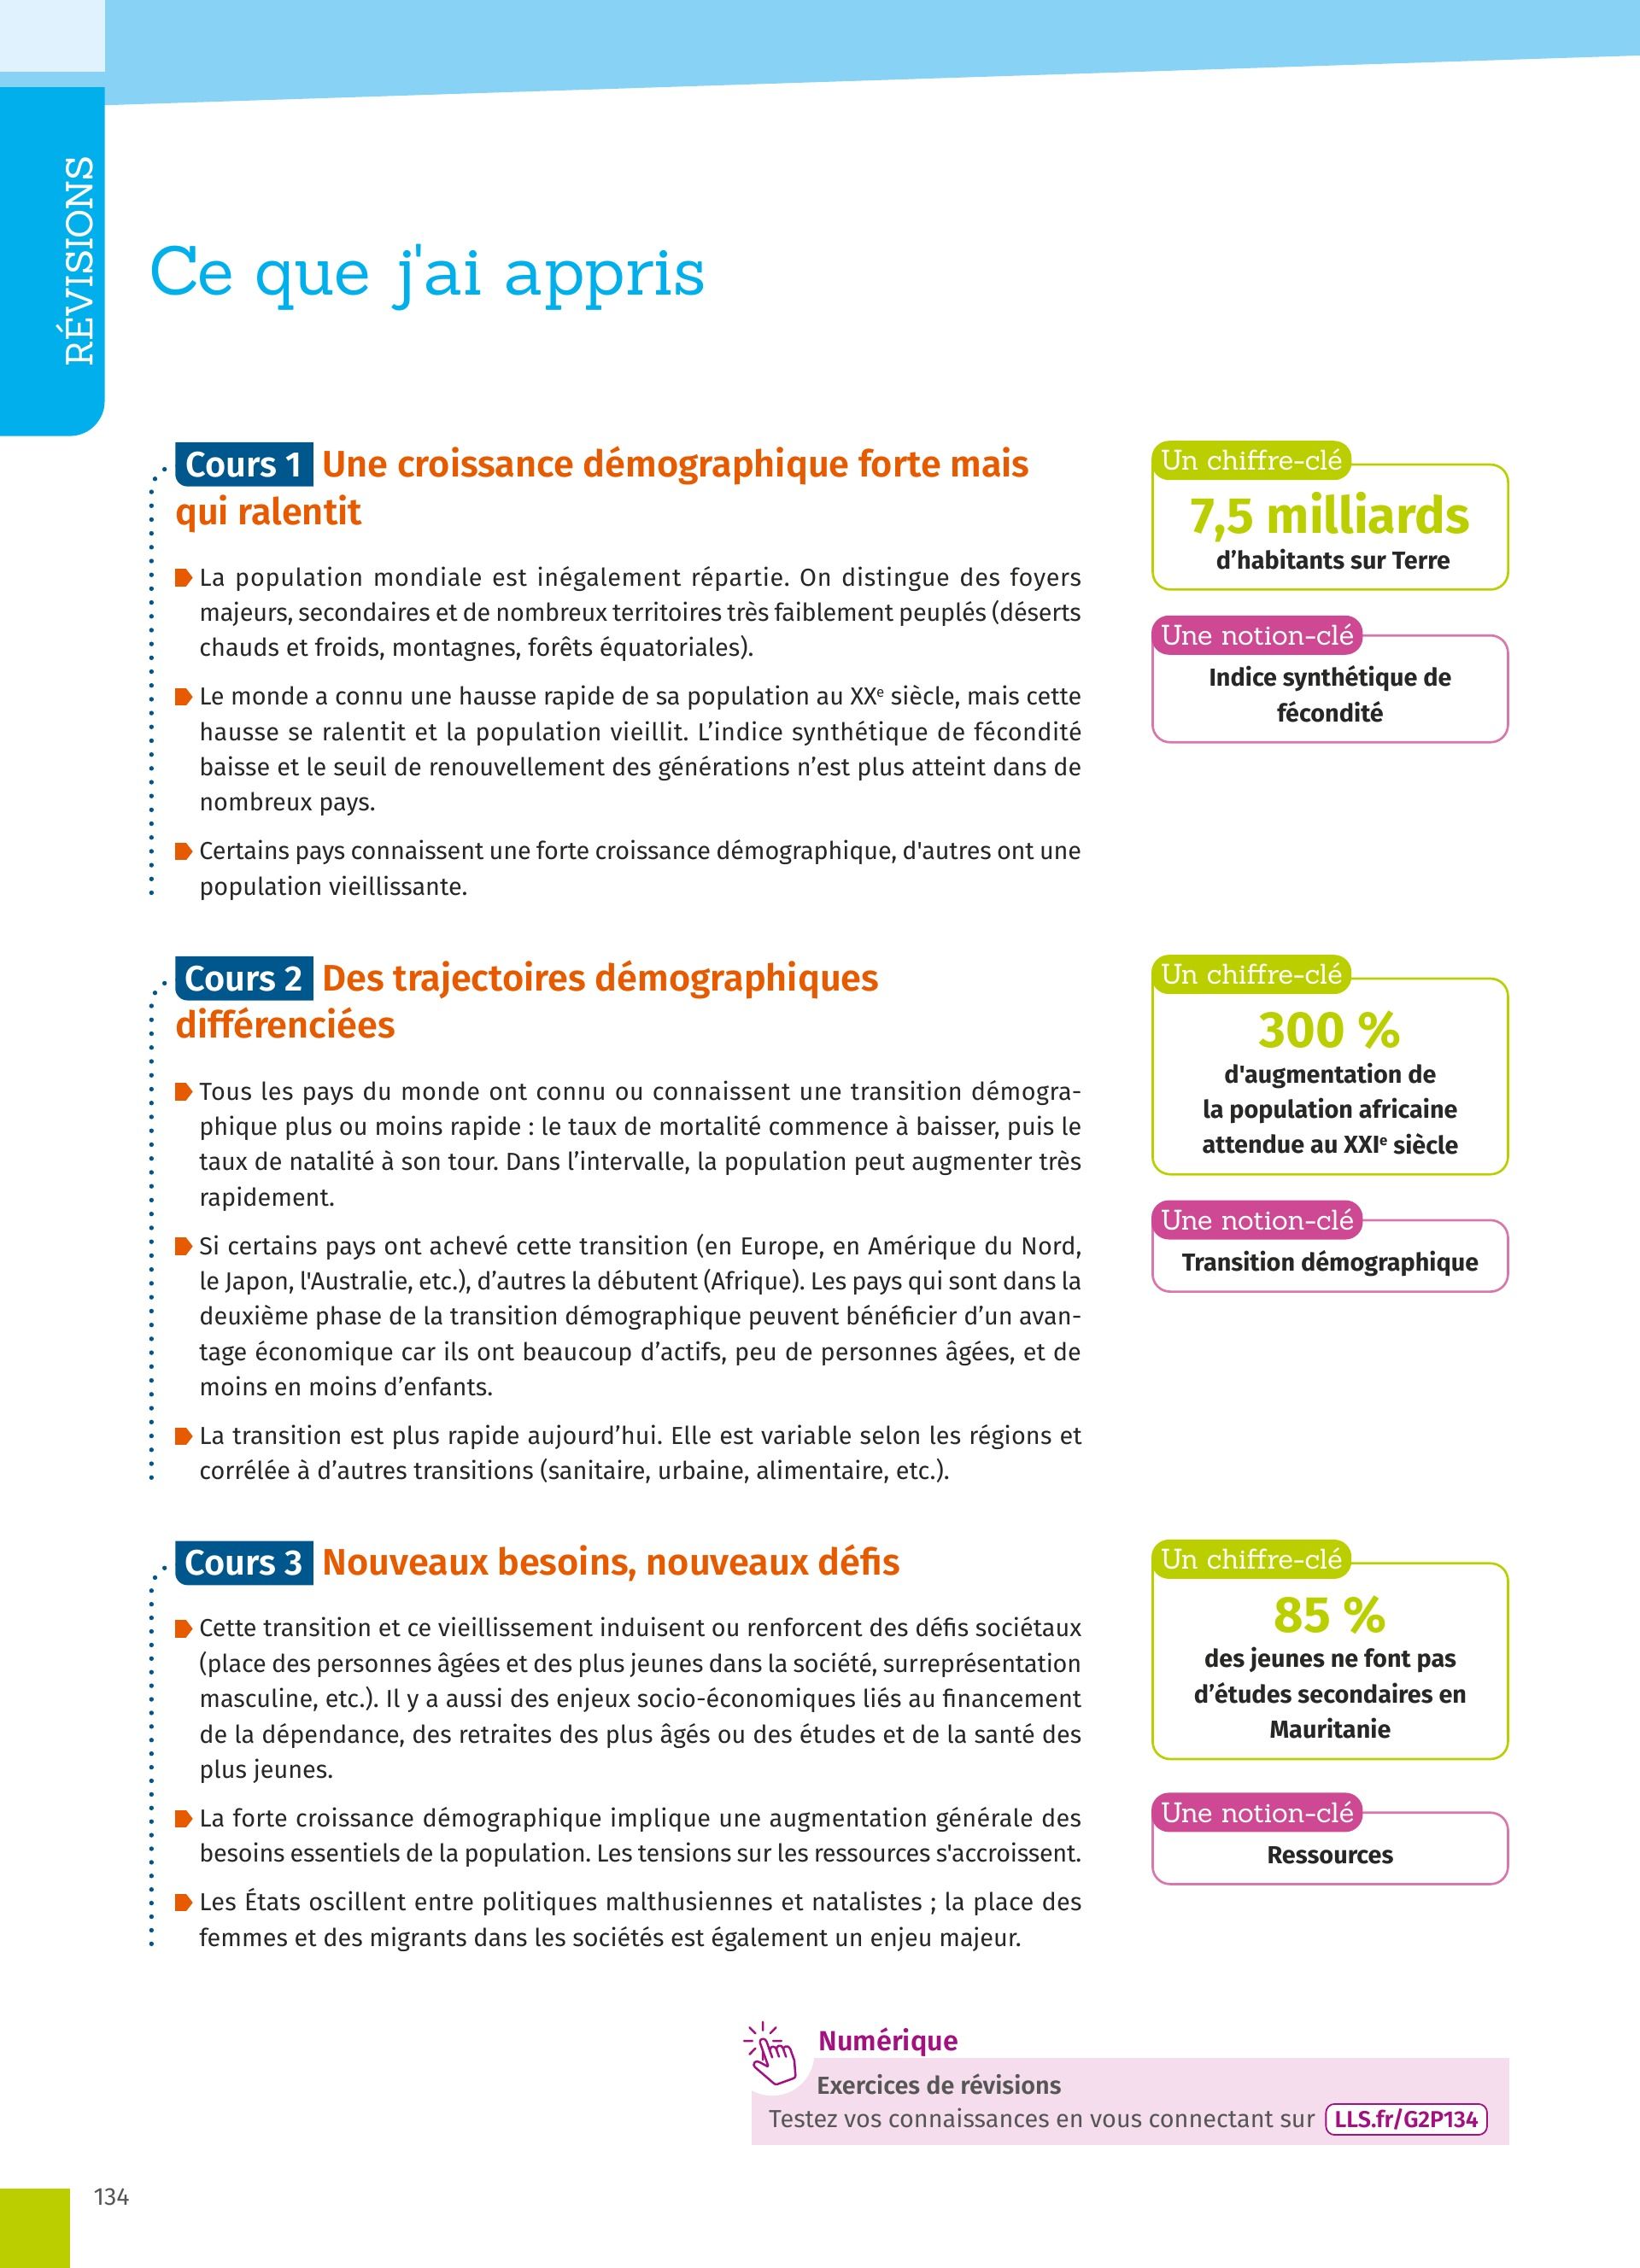 RÉVISIONS
Ce que j'ai appris
Cours 1 Une croissance démographique forte mais
qui ralentit
La population mondiale est inégalement répartie. On distingue des foyers
majeurs, secondaires et de nombreux territoires très faiblement peuplés (déserts
chauds et froids, montagnes, forêts équatoriales).
Le monde a connu une hausse rapide de sa population au XXe siècle, mais cette
hausse se ralentit et la population vieillit. L’indice synthétique de fécondité
baisse et le seuil de renouvellement des générations n’est plus atteint dans de
nombreux pays.
Certains pays connaissent une forte croissance démographique, d'autres ont une
population vieillissante.
Un chiffre-clé
7,5 milliards
d’habitants sur Terre
Une notion-clé
Indice synthétique de
fécondité
Cours 2 Des trajectoires démographiques
différenciées
Tous les pays du monde ont connu ou connaissent une transition démogra-
phique plus ou moins rapide : le taux de mortalité commence à baisser, puis le
taux de natalité à son tour. Dans l’intervalle, la population peut augmenter très
rapidement.
Si certains pays ont achevé cette transition (en Europe, en Amérique du Nord,
le Japon, l'Australie, etc.), d’autres la débutent (Afrique). Les pays qui sont dans la
deuxième phase de la transition démographique peuvent bénéficier d’un avan-
tage économique car ils ont beaucoup d’actifs, peu de personnes âgées, et de
moins en moins d’enfants.
La transition est plus rapide aujourd’hui. Elle est variable selon les régions et
corrélée à d’autres transitions (sanitaire, urbaine, alimentaire, etc.).
Un chiffre-clé
300 %
d'augmentation de
la population africaine
attendue au XXIe siècle
Une notion-clé
Transition démographique
Cours 3 Nouveaux besoins, nouveaux défis
Cette transition et ce vieillissement induisent ou renforcent des défis sociétaux
(place des personnes âgées et des plus jeunes dans la société, surreprésentation
masculine, etc.). Il y a aussi des enjeux socio-économiques liés au financement
de la dépendance, des retraites des plus âgés ou des études et de la santé des
plus jeunes.
La forte croissance démographique implique une augmentation générale des
besoins essentiels de la population. Les tensions sur les ressources s'accroissent.
Les États oscillent entre politiques malthusiennes et natalistes ; la place des
femmes et des migrants dans les sociétés est également un enjeu majeur.
Un chiffre-clé
85 %
des jeunes ne font pas
d’études secondaires en
Mauritanie
Une notion-clé
Ressources
Numérique
Exercices de révisions
Testez vos connaissances en vous connectant sur LLS.fr/G2P134
134